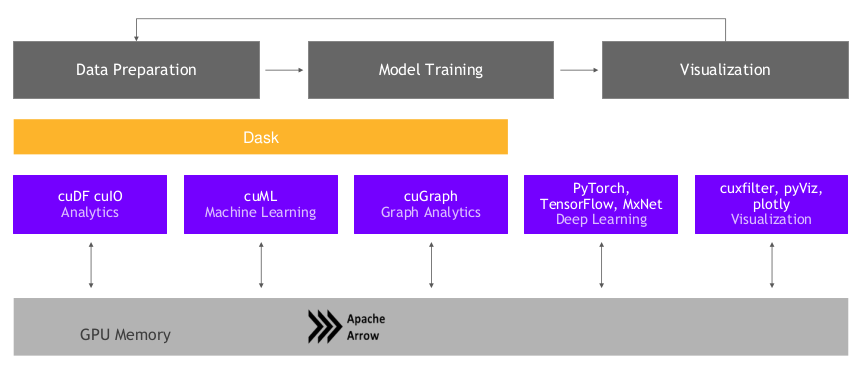 Data Preparation
Model Training
Visualization
Dask
cuDF cuIO
Analytics
cuML
Machine Learning
cuGraph
Graph Analytics
PyTorch,
TensorFlow, MxNet
Deep Learning
cuxfilter, pyViz,
plotly
Visualization
GPU Memory
Apache
Arrow